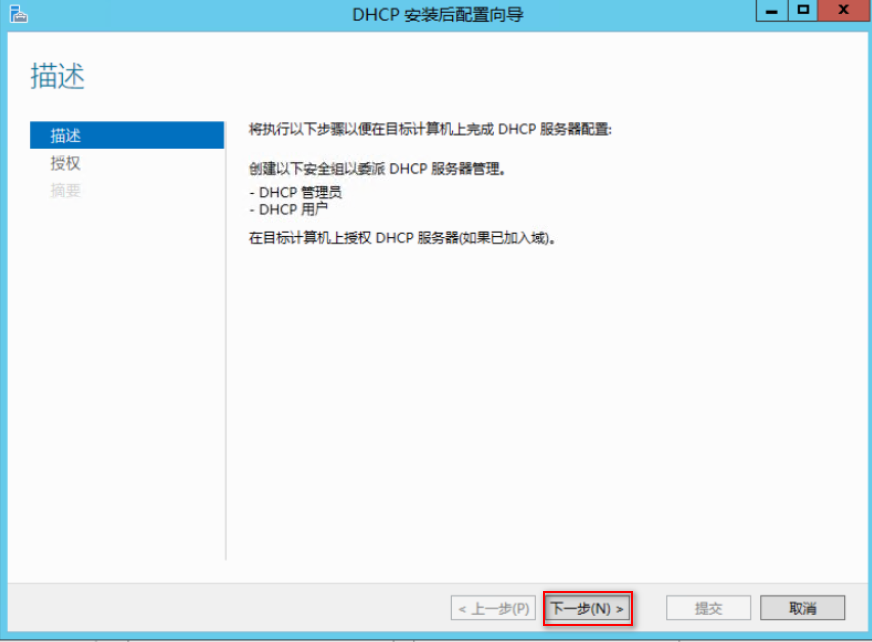 DHCP 安装后配置向导
描述
描述
授权
摘要
将执行以下步骤以便在目标计算机上完成 DHCP 服务器配置:
创建以下安全组以委派 DHCP 服务器管理。
- DHCP 管理员
- DHCP 用户
在目标计算机上授权 DHCP 服务器(如果已加入域)。
< 上一步(P) 下一步(N) > 提交 取消